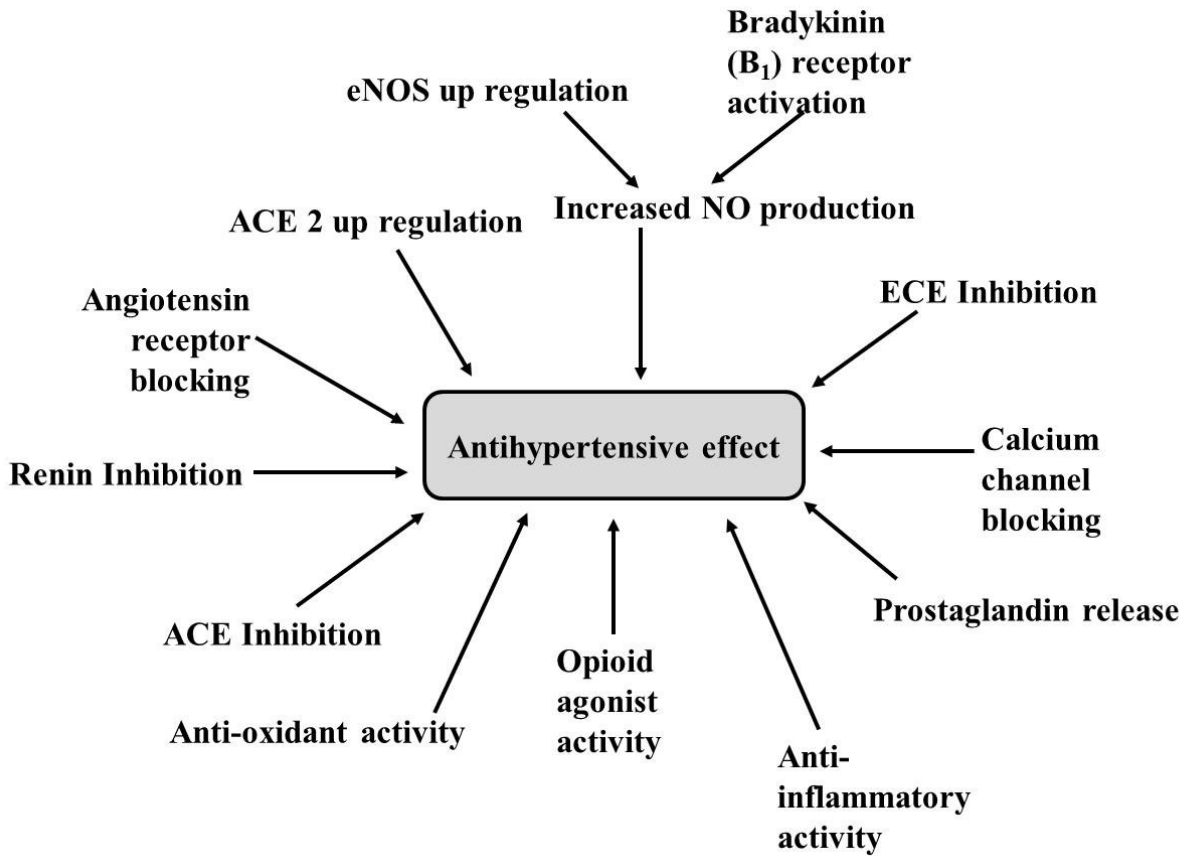 Bradykinin
(B₁) receptor
activation
eNOS up regulation
Increased NO production
ACE 2 up regulation
ECE Inhibition
Angiotensin
receptor
blocking
Antihypertensive effect
Calcium
channel
blocking
Renin Inhibition
Prostaglandin release
ACE Inhibition
Opioid
agonist
activity
Anti-oxidant activity
Anti-
inflammatory
activity